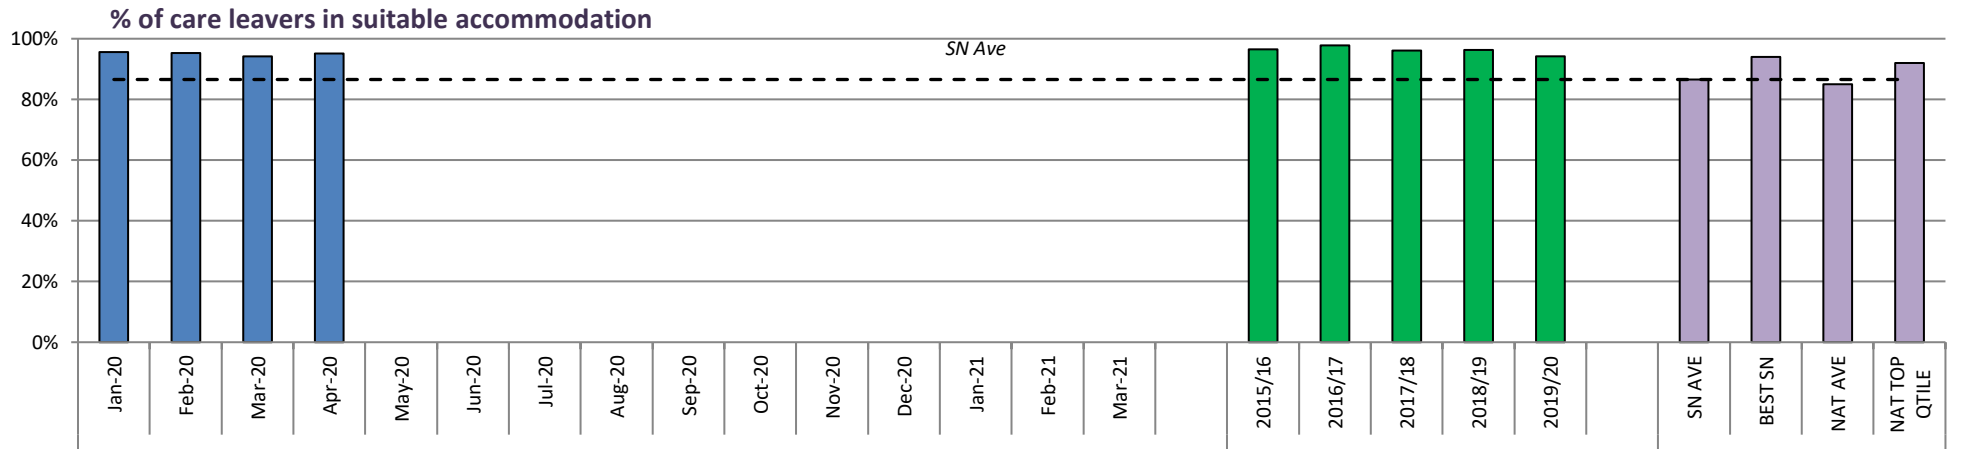 % of care leavers in suitable accommodation
SN Ave
100%
80%
60%
40%
20%
0%
Jan-20
Feb-20
Mar-20
Apr-20
May-20
Jun-20
Jul-20
Aug-20
Sep-20
Oct-20
Nov-20
Dec-20
Jan-21
Feb-21
Mar-21
2015/16
2016/17
2017/18
2018/19
2019/20
SN AVE
BEST SN
NAT AVE
NAT TOP
QTILE